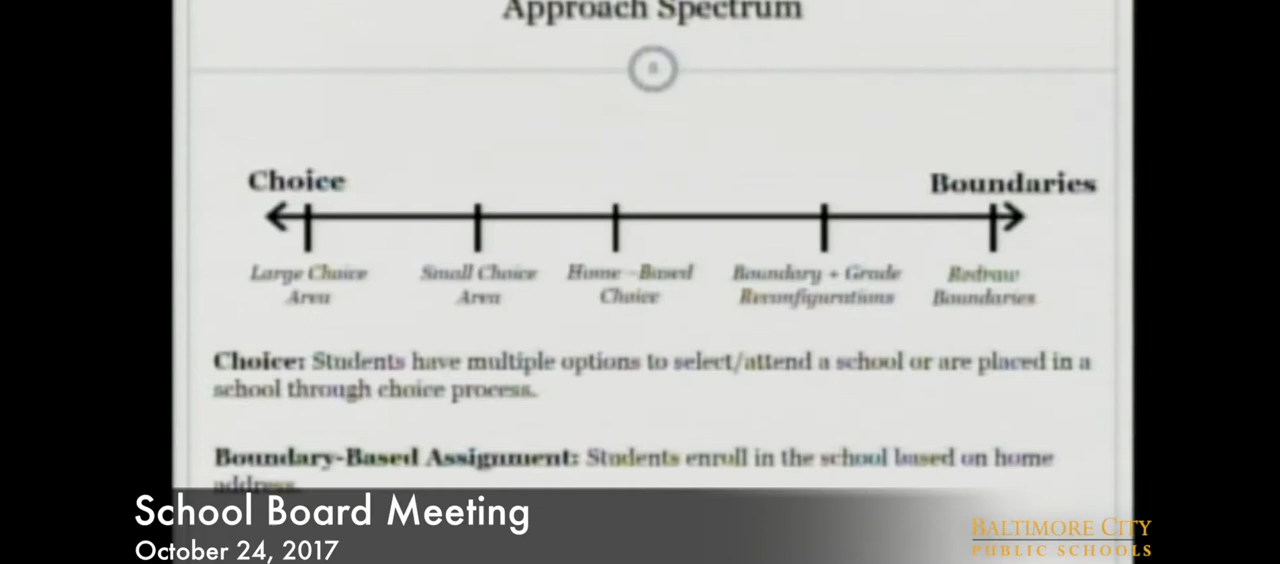 Approach Spectrum
8
Choice
Boundaries
Large Choice
Area
Small Choice
Area
Home-Based
Choice
Boundary + Grade
Reconfigurations
Redraw
Boundaries
Choice: Students have multiple options to select/attend a school or are placed in a
school through choice process.
Boundary-Based Assignment: Students enroll in the school based on home
address.
School Board Meeting
October 24, 2017
BALTIMORE CITY
PUBLIC SCHOOLS